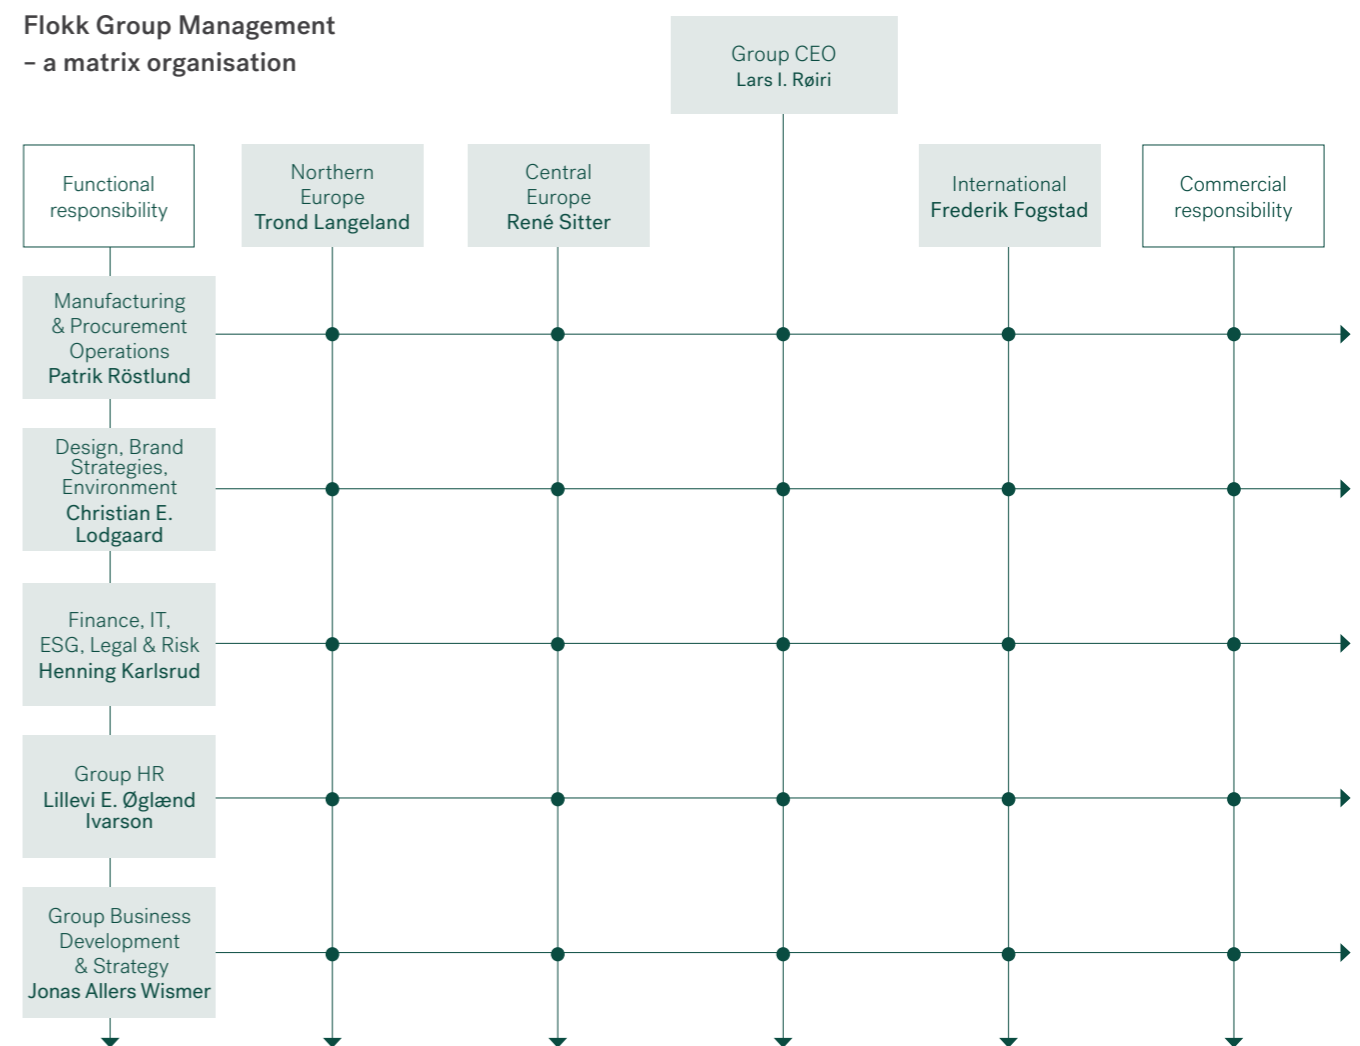 Flokk Group Management
– a matrix organisation
Group CEO
Lars I. Røiri
Functional
responsibility
Northern
Europe
Trond Langeland
Central
Europe
René Sitter
International
Frederik Fogstad
Commercial
responsibility
Manufacturing
& Procurement
Operations
Patrik Röstlund
Design, Brand
Strategies,
Environment
Christian E.
Lodgaard
Finance, IT,
ESG, Legal & Risk
Henning Karlsrud
Group HR
Lillevi E. Øglænd
Ivarson
Group Business
Development
& Strategy
Jonas Allers Wismer